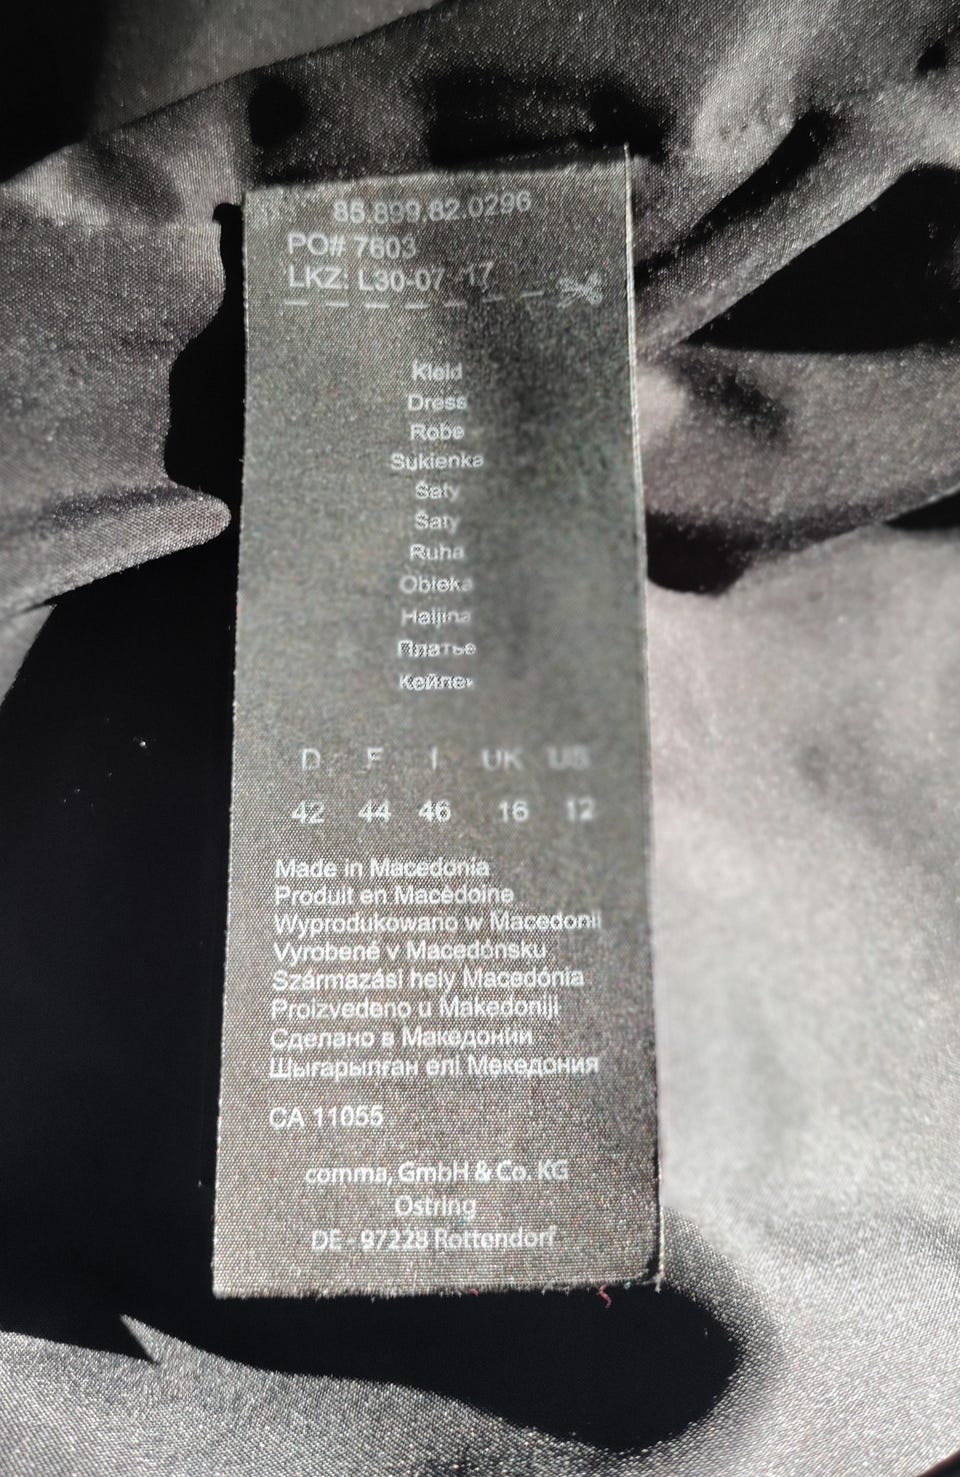 85.899.82.0296
PO# 7603
LKZ: L30-07 17
Kleid
Dress
Robe
Sukienka
Šaty
Šaty
Ruha
Obleka
Haljina
Платье
Көйлек
D F I UK US
42 44 46 16 12
Made in Macedonia
Produit en Macédoine
Wyprodukowano w Macedonii
Vyrobené v Macedónsku
Származási hely Macedónia
Proizvedeno u Makedoniji
Сделано в Македонии
Шығарылған елі Мекедония
CA 11055
comma, GmbH & Co. KG
Ostring
DE - 97228 Rottendorf